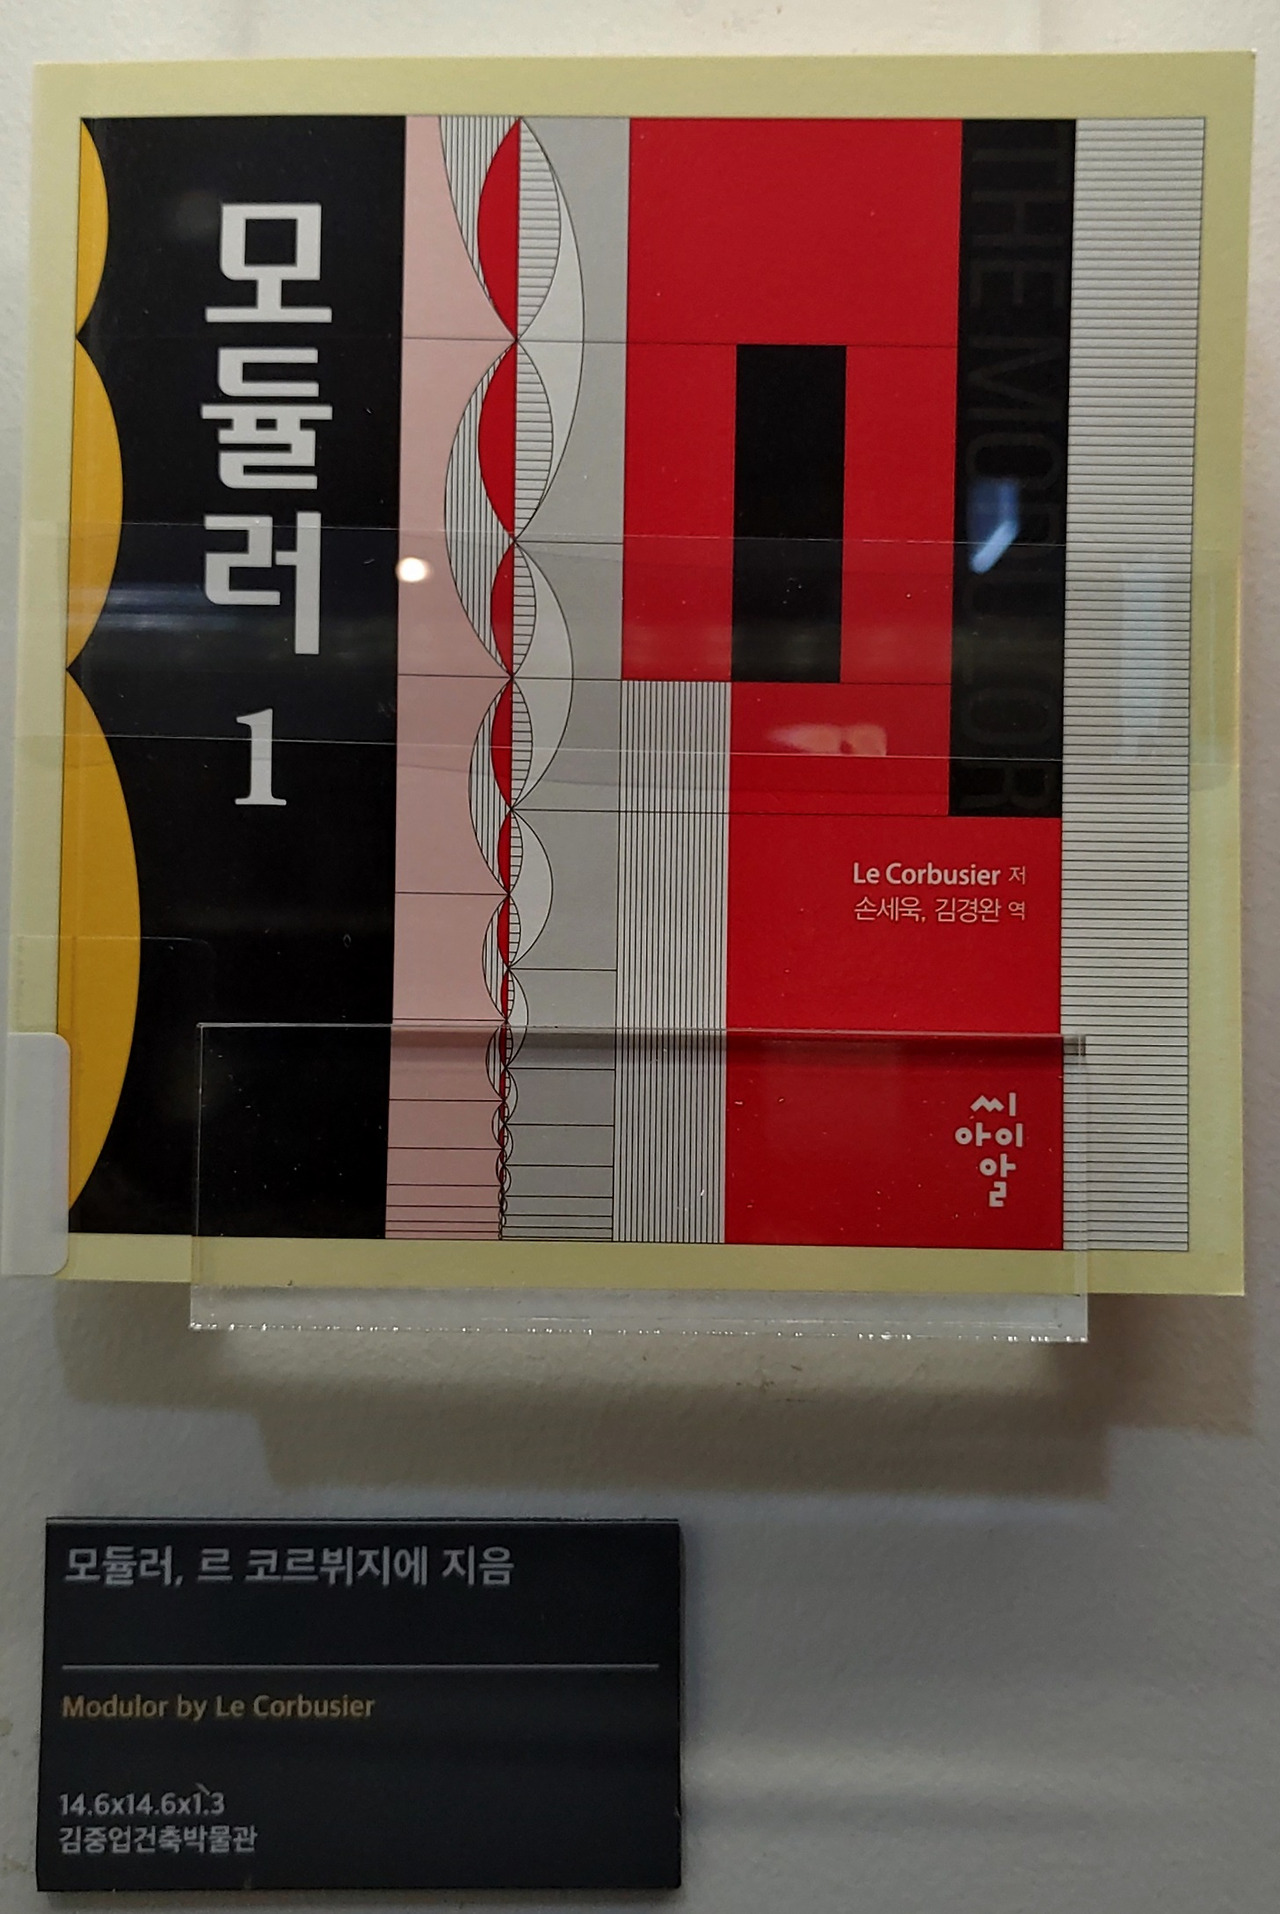 모듈러 1
THE MODULOR
Le Corbusier 저
손세욱, 김경완 역
씨
아이
알
모듈러, 르 코르뷔지에 지음
Modulor by Le Corbusier
14.6x14.6x1.3
김중업건축박물관